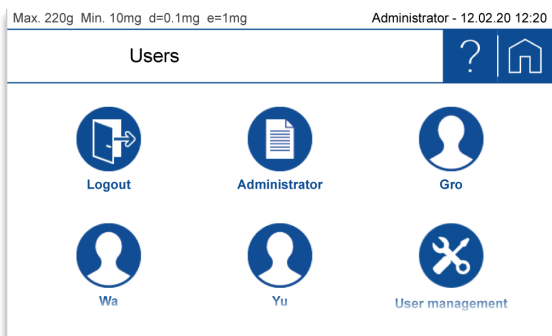 Max. 220g Min. 10mg d=0.1mg e=1mg Administrator - 12.02.20 12:20
Users ?
Logout Administrator Gro
Wa Yu User management